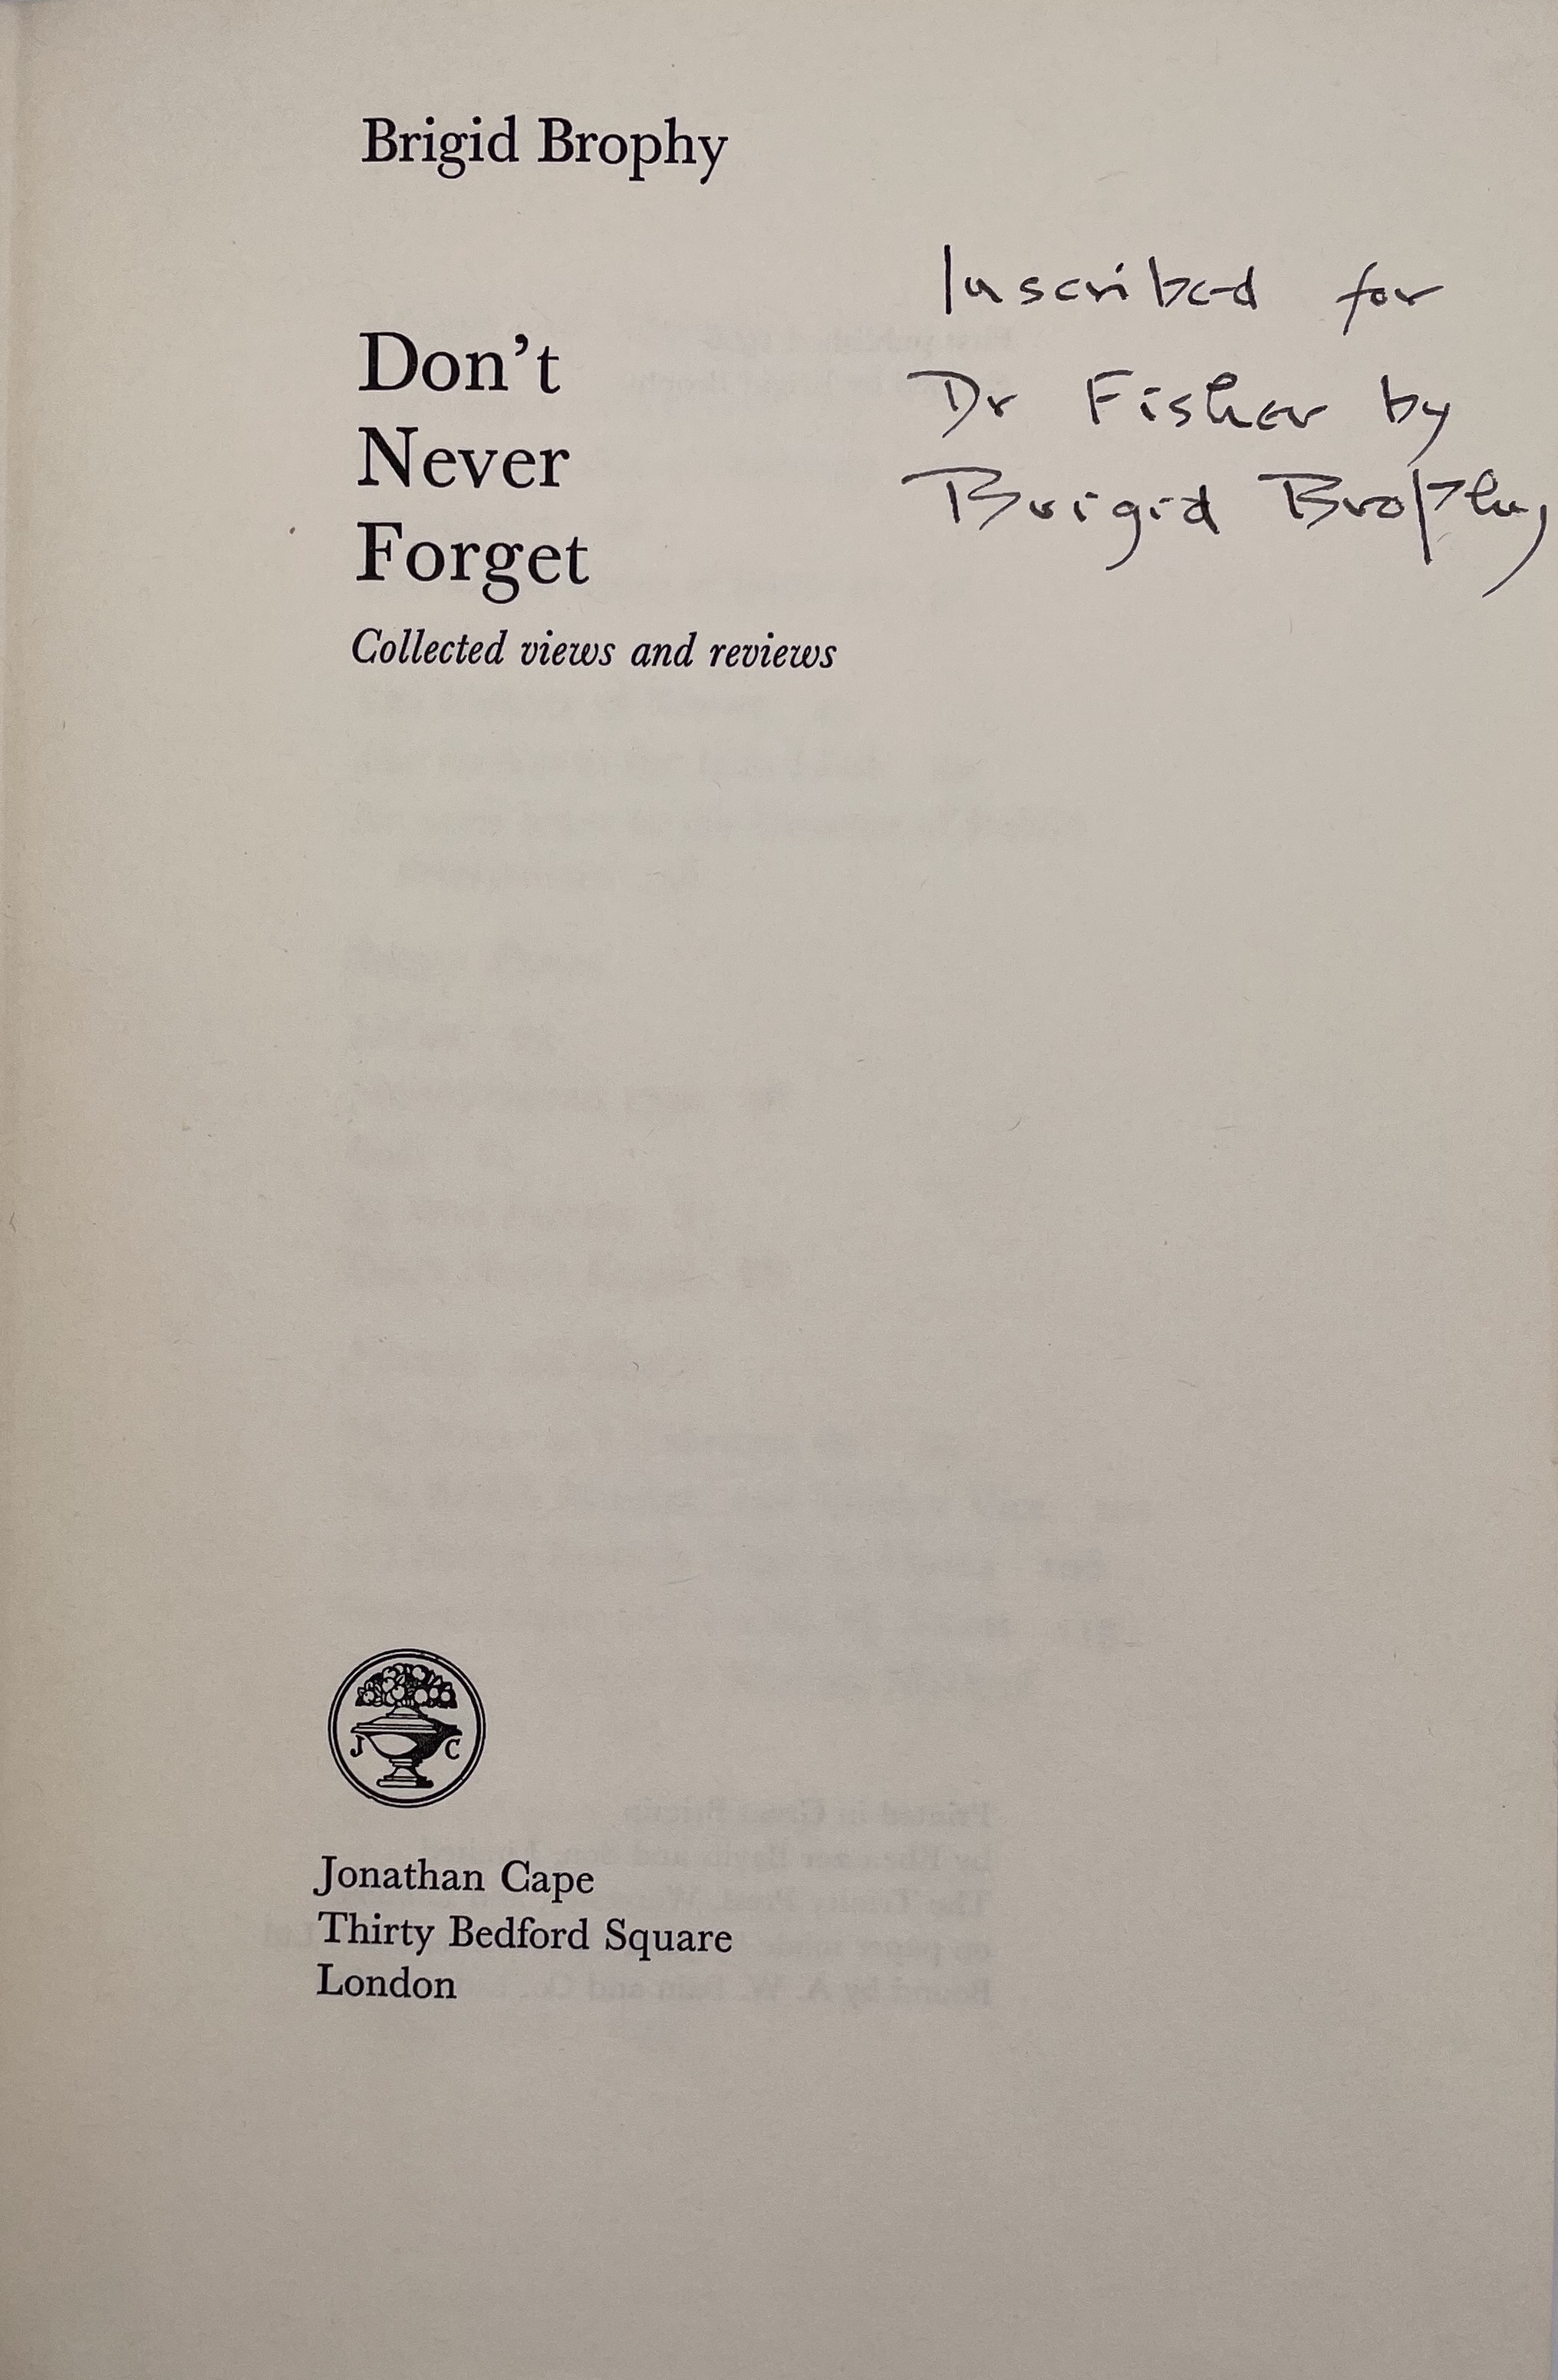 Brigid Brophy
Inscribed for
Dr Fisher by
Brigid Brophy
Don't
Never
Forget
Collected views and reviews
J C
Jonathan Cape
Thirty Bedford Square
London